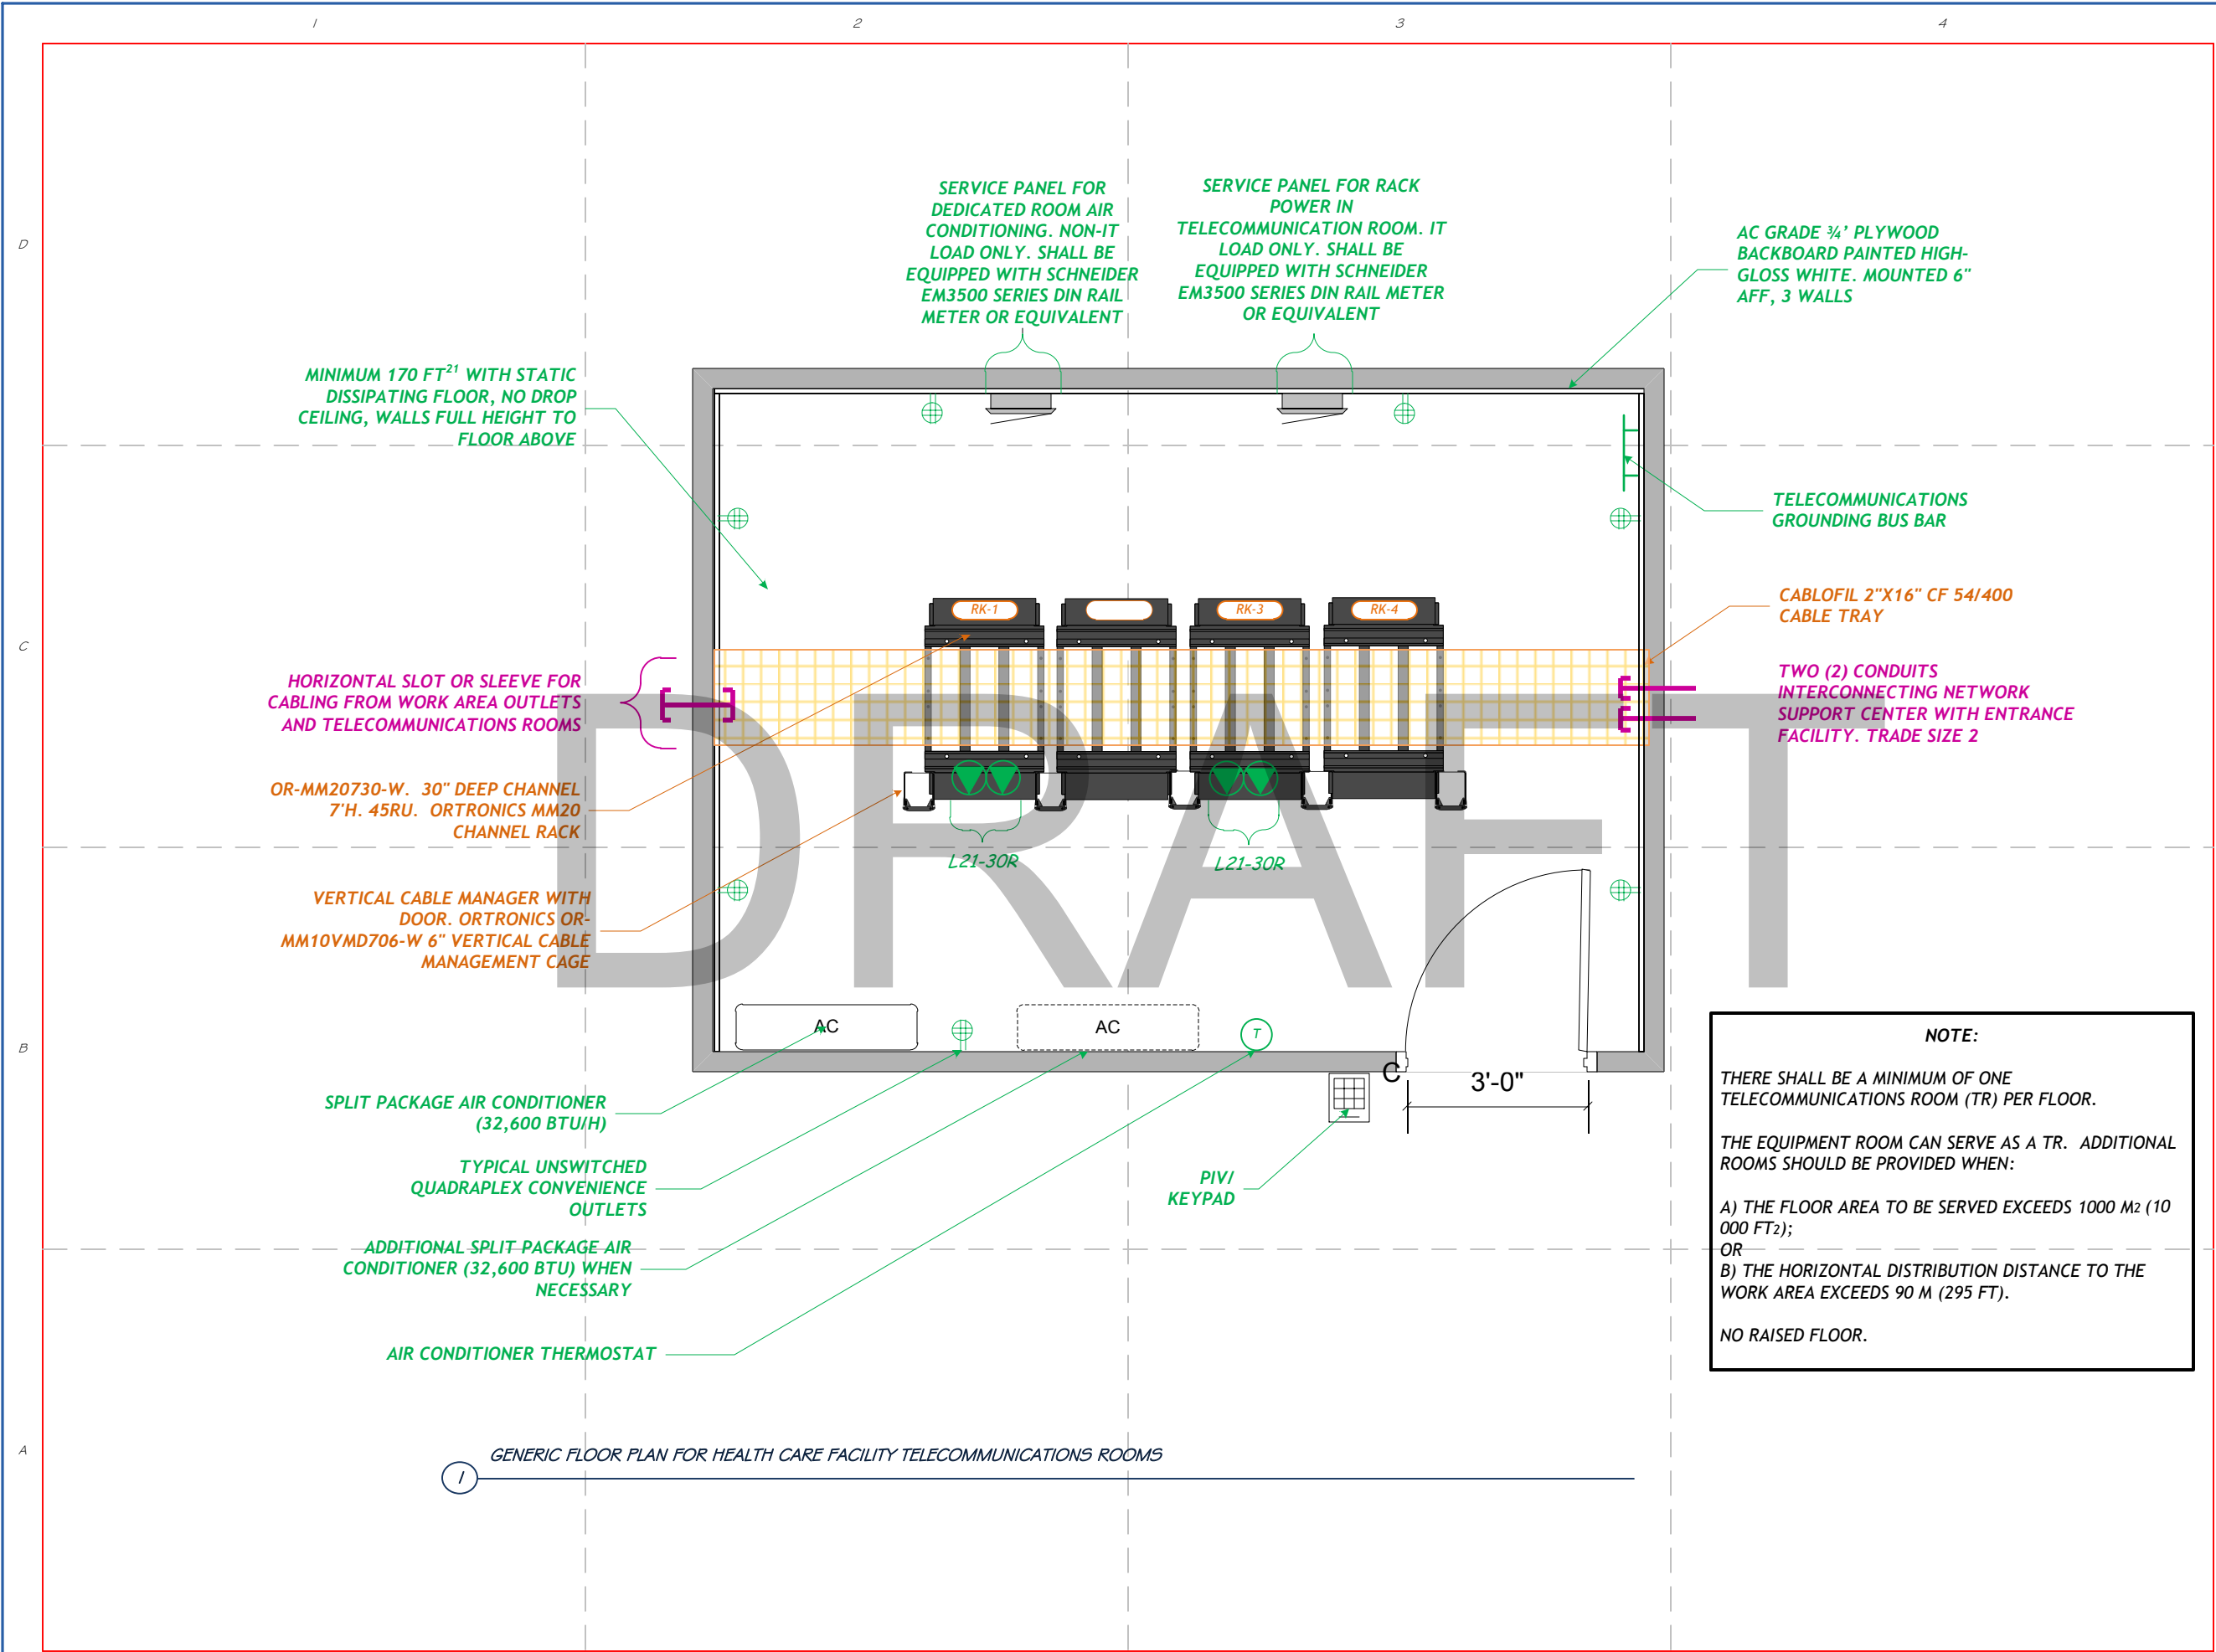 1
2
3
4
D
C
B
A
SERVICE PANEL FOR
DEDICATED ROOM AIR
CONDITIONING. NON-IT
LOAD ONLY. SHALL BE
EQUIPPED WITH SCHNEIDER
EM3500 SERIES DIN RAIL
METER OR EQUIVALENT
SERVICE PANEL FOR RACK
POWER IN
TELECOMMUNICATION ROOM. IT
LOAD ONLY. SHALL BE
EQUIPPED WITH SCHNEIDER
EM3500 SERIES DIN RAIL METER
OR EQUIVALENT
AC GRADE ¾' PLYWOOD
BACKBOARD PAINTED HIGH-
GLOSS WHITE. MOUNTED 6"
AFF, 3 WALLS
MINIMUM 170 FT²¹ WITH STATIC
DISSIPATING FLOOR, NO DROP
CEILING, WALLS FULL HEIGHT TO
FLOOR ABOVE
TELECOMMUNICATIONS
GROUNDING BUS BAR
CABLOFIL 2"X16" CF 54/400
CABLE TRAY
RK-1
RK-3
RK-4
HORIZONTAL SLOT OR SLEEVE FOR
CABLING FROM WORK AREA OUTLETS
AND TELECOMMUNICATIONS ROOMS
TWO (2) CONDUITS
INTERCONNECTING NETWORK
SUPPORT CENTER WITH ENTRANCE
FACILITY. TRADE SIZE 2
OR-MM20730-W. 30" DEEP CHANNEL
7'H. 45RU. ORTRONICS MM20
CHANNEL RACK
L21-30R
L21-30R
DRAFT
VERTICAL CABLE MANAGER WITH
DOOR. ORTRONICS OR-
MM10VMD706-W 6" VERTICAL CABLE
MANAGEMENT CAGE
AC
AC
T
C
3'-0"
SPLIT PACKAGE AIR CONDITIONER
(32,600 BTU/H)
TYPICAL UNSWITCHED
QUADRAPLEX CONVENIENCE
OUTLETS
PIV/
KEYPAD
ADDITIONAL SPLIT PACKAGE AIR
CONDITIONER (32,600 BTU) WHEN
NECESSARY
AIR CONDITIONER THERMOSTAT
NOTE:
THERE SHALL BE A MINIMUM OF ONE
TELECOMMUNICATIONS ROOM (TR) PER FLOOR.
THE EQUIPMENT ROOM CAN SERVE AS A TR. ADDITIONAL
ROOMS SHOULD BE PROVIDED WHEN:
A) THE FLOOR AREA TO BE SERVED EXCEEDS 1000 M2 (10
000 FT2);
OR
B) THE HORIZONTAL DISTRIBUTION DISTANCE TO THE
WORK AREA EXCEEDS 90 M (295 FT).
NO RAISED FLOOR.
1
GENERIC FLOOR PLAN FOR HEALTH CARE FACILITY TELECOMMUNICATIONS ROOMS